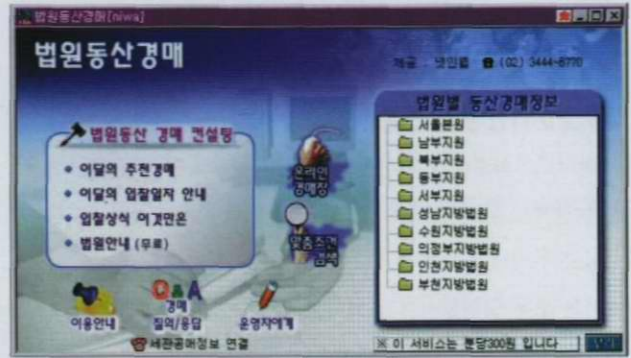 법원동산경매[niwa]
법원동산경매
제공 : 넷인클 ☎ (02) 3444-6770
법원동산 경매 컨설팅
• 이달의 추천경매
• 이달의 입찰일자 안내
• 입찰상식 이것만은
• 법원안내 (무료)
온라인
경매장
맞춤조건
검색
법원별 동산경매정보
서울본원
남부지원
북부지원
동부지원
서부지원
성남지방법원
수원지방법원
의정부지방법원
인천지방법원
부천지방법원
이용안내
Q&A
경매
질의/응답
운영자에게
☎세관공매정보 연결
※ 이 서비스는 분당300원 입니다